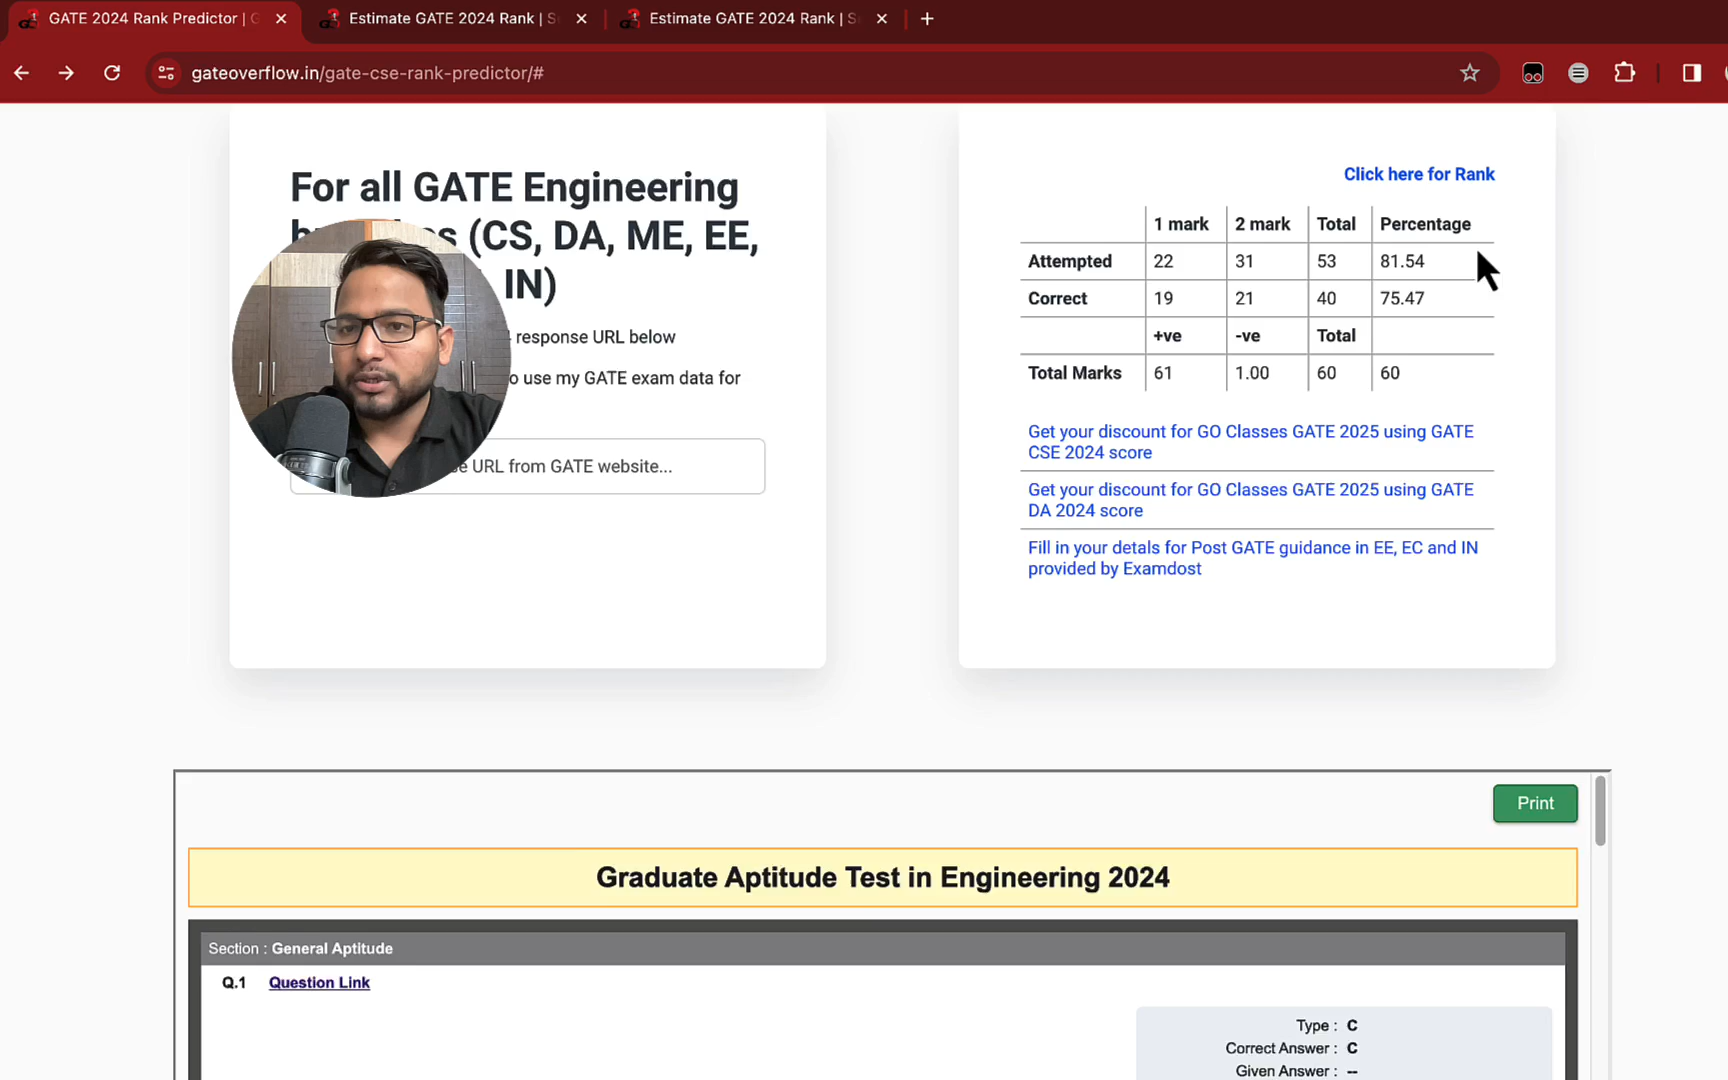 GATE 2024 Rank Predictor |
Estimate GATE 2024 Rank |
Estimate GATE 2024 Rank |
gateoverflow.in/gate-cse-rank-predictor/#
For all GATE Engineering
(CS, DA, ME, EE,
IN)
response URL below
to use my GATE exam data for
URL from GATE website...
Click here for Rank
1 mark 2 mark Total Percentage
Attempted 22 31 53 81.54
Correct 19 21 40 75.47
+ve -ve Total
Total Marks 61 1.00 60 60
Get your discount for GO Classes GATE 2025 using GATE
CSE 2024 score
Get your discount for GO Classes GATE 2025 using GATE
DA 2024 score
Fill in your detals for Post GATE guidance in EE, EC and IN
provided by Examdost
Print
Graduate Aptitude Test in Engineering 2024
Section : General Aptitude
Q.1 Question Link
Type : C
Correct Answer : C
Given Answer : --